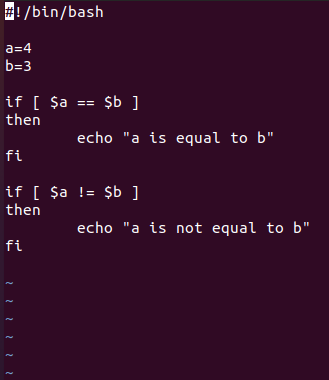 #!/bin/bash

a=4
b=3

if [ $a == $b ]
then
        echo "a is equal to b"
fi

if [ $a != $b ]
then
        echo "a is not equal to b"
fi

~
~
~
~
~
~